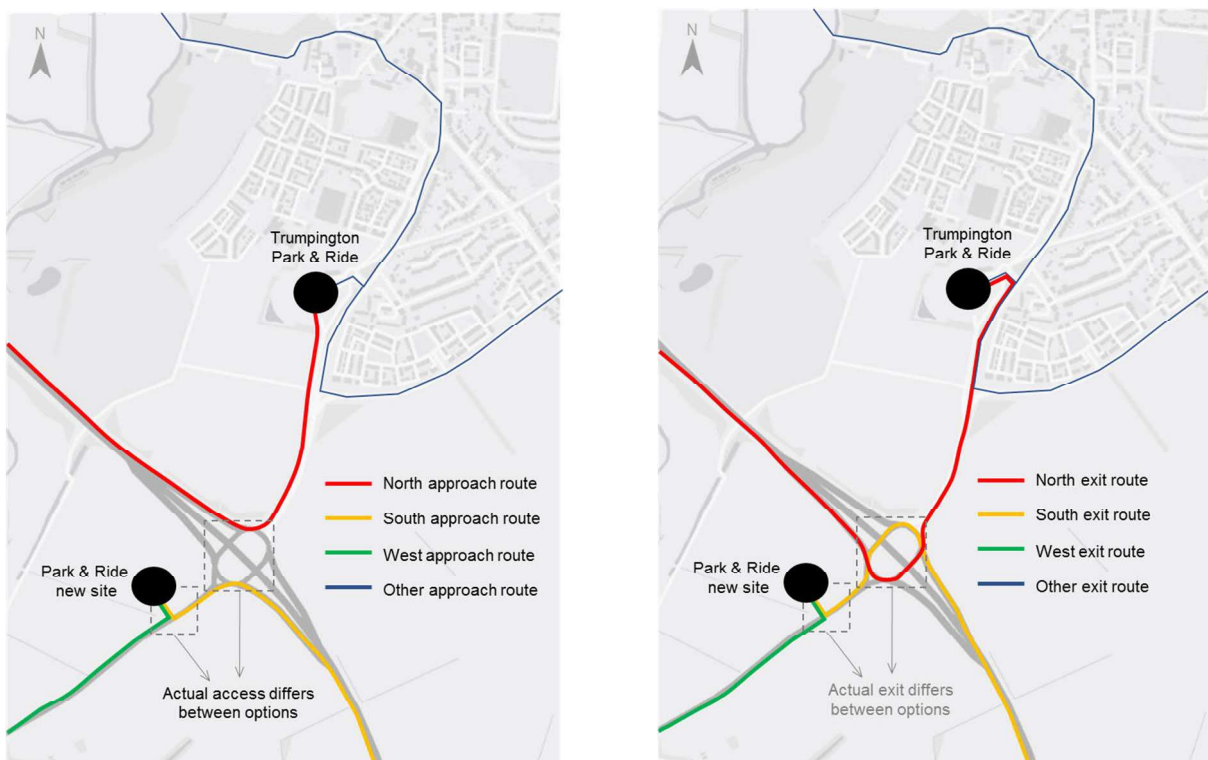 N
Trumpington
Park & Ride
North approach route
South approach route
West approach route
Other approach route
Park & Ride
new site
Actual access differs
between options
N
Trumpington
Park & Ride
North exit route
South exit route
West exit route
Other exit route
Park & Ride
new site
Actual exit differs
between options